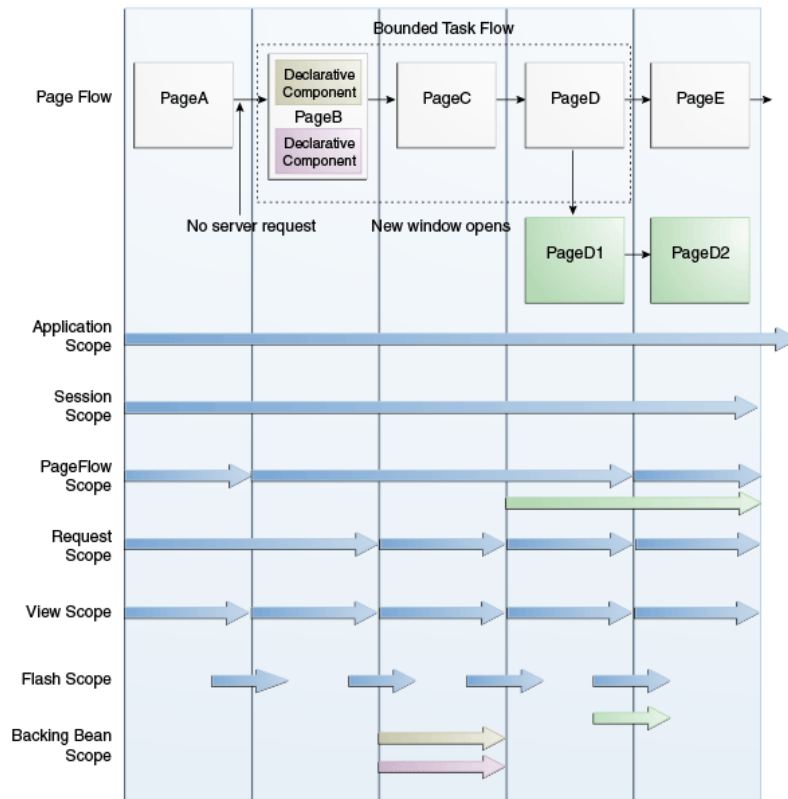 Bounded Task Flow
Page Flow
PageA
Declarative
Component
PageB
Declarative
Component
PageC
PageD
PageE
No server request
New window opens
PageD1
PageD2
Application
Scope
Session
Scope
PageFlow
Scope
Request
Scope
View Scope
Flash Scope
Backing Bean
Scope